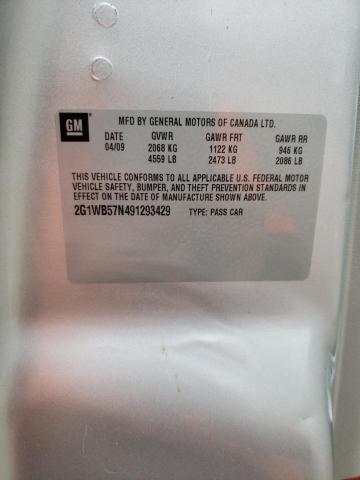 GM
MFD BY GENERAL MOTORS OF CANADA LTD.
DATE GVWR GAWR FRT GAWR RR
04/09 2068 KG 1122 KG 946 KG
4559 LB 2473 LB 2086 LB
THIS VEHICLE CONFORMS TO ALL APPLICABLE U.S. FEDERAL MOTOR
VEHICLE SAFETY, BUMPER, AND THEFT PREVENTION STANDARDS IN
EFFECT ON THE DATE OF MANUFACTURE SHOWN ABOVE.
2G1WB57N491293429 TYPE: PASS CAR